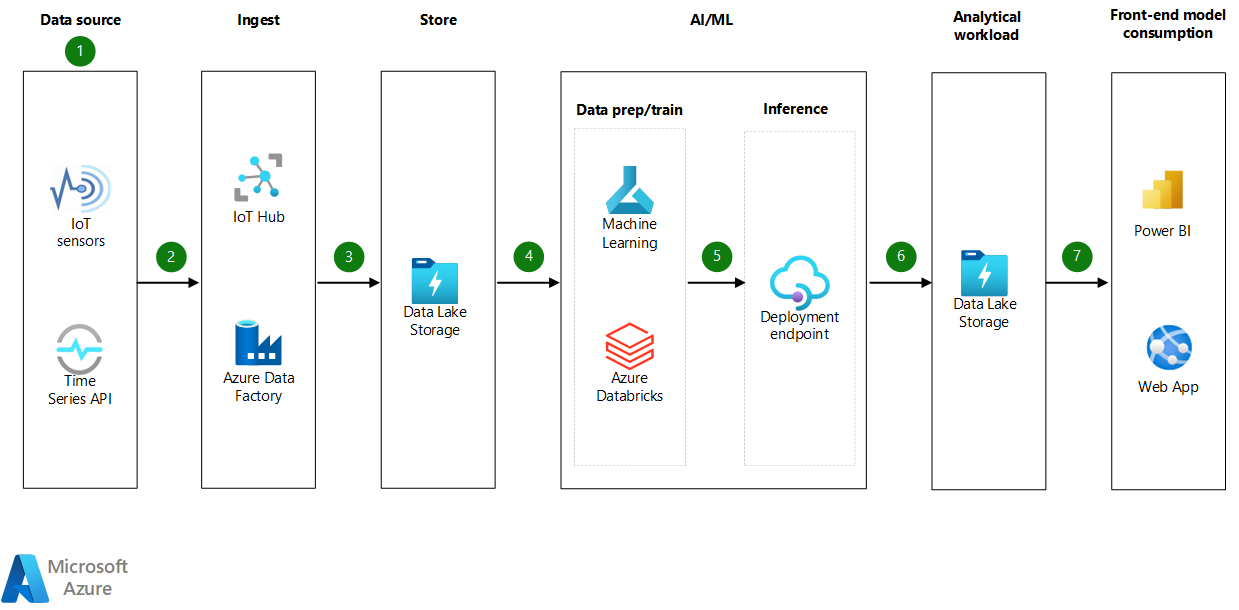 Data source
Ingest
Store
AI/ML
Analytical
workload
Front-end model
consumption
1
Data prep/train
Inference
IoT
sensors
IoT Hub
Machine
Learning
Power BI
2
3
4
5
6
7
Data Lake
Storage
Deployment
endpoint
Data Lake
Storage
Time
Series API
Azure Data
Factory
Azure
Databricks
Web App
Microsoft
Azure